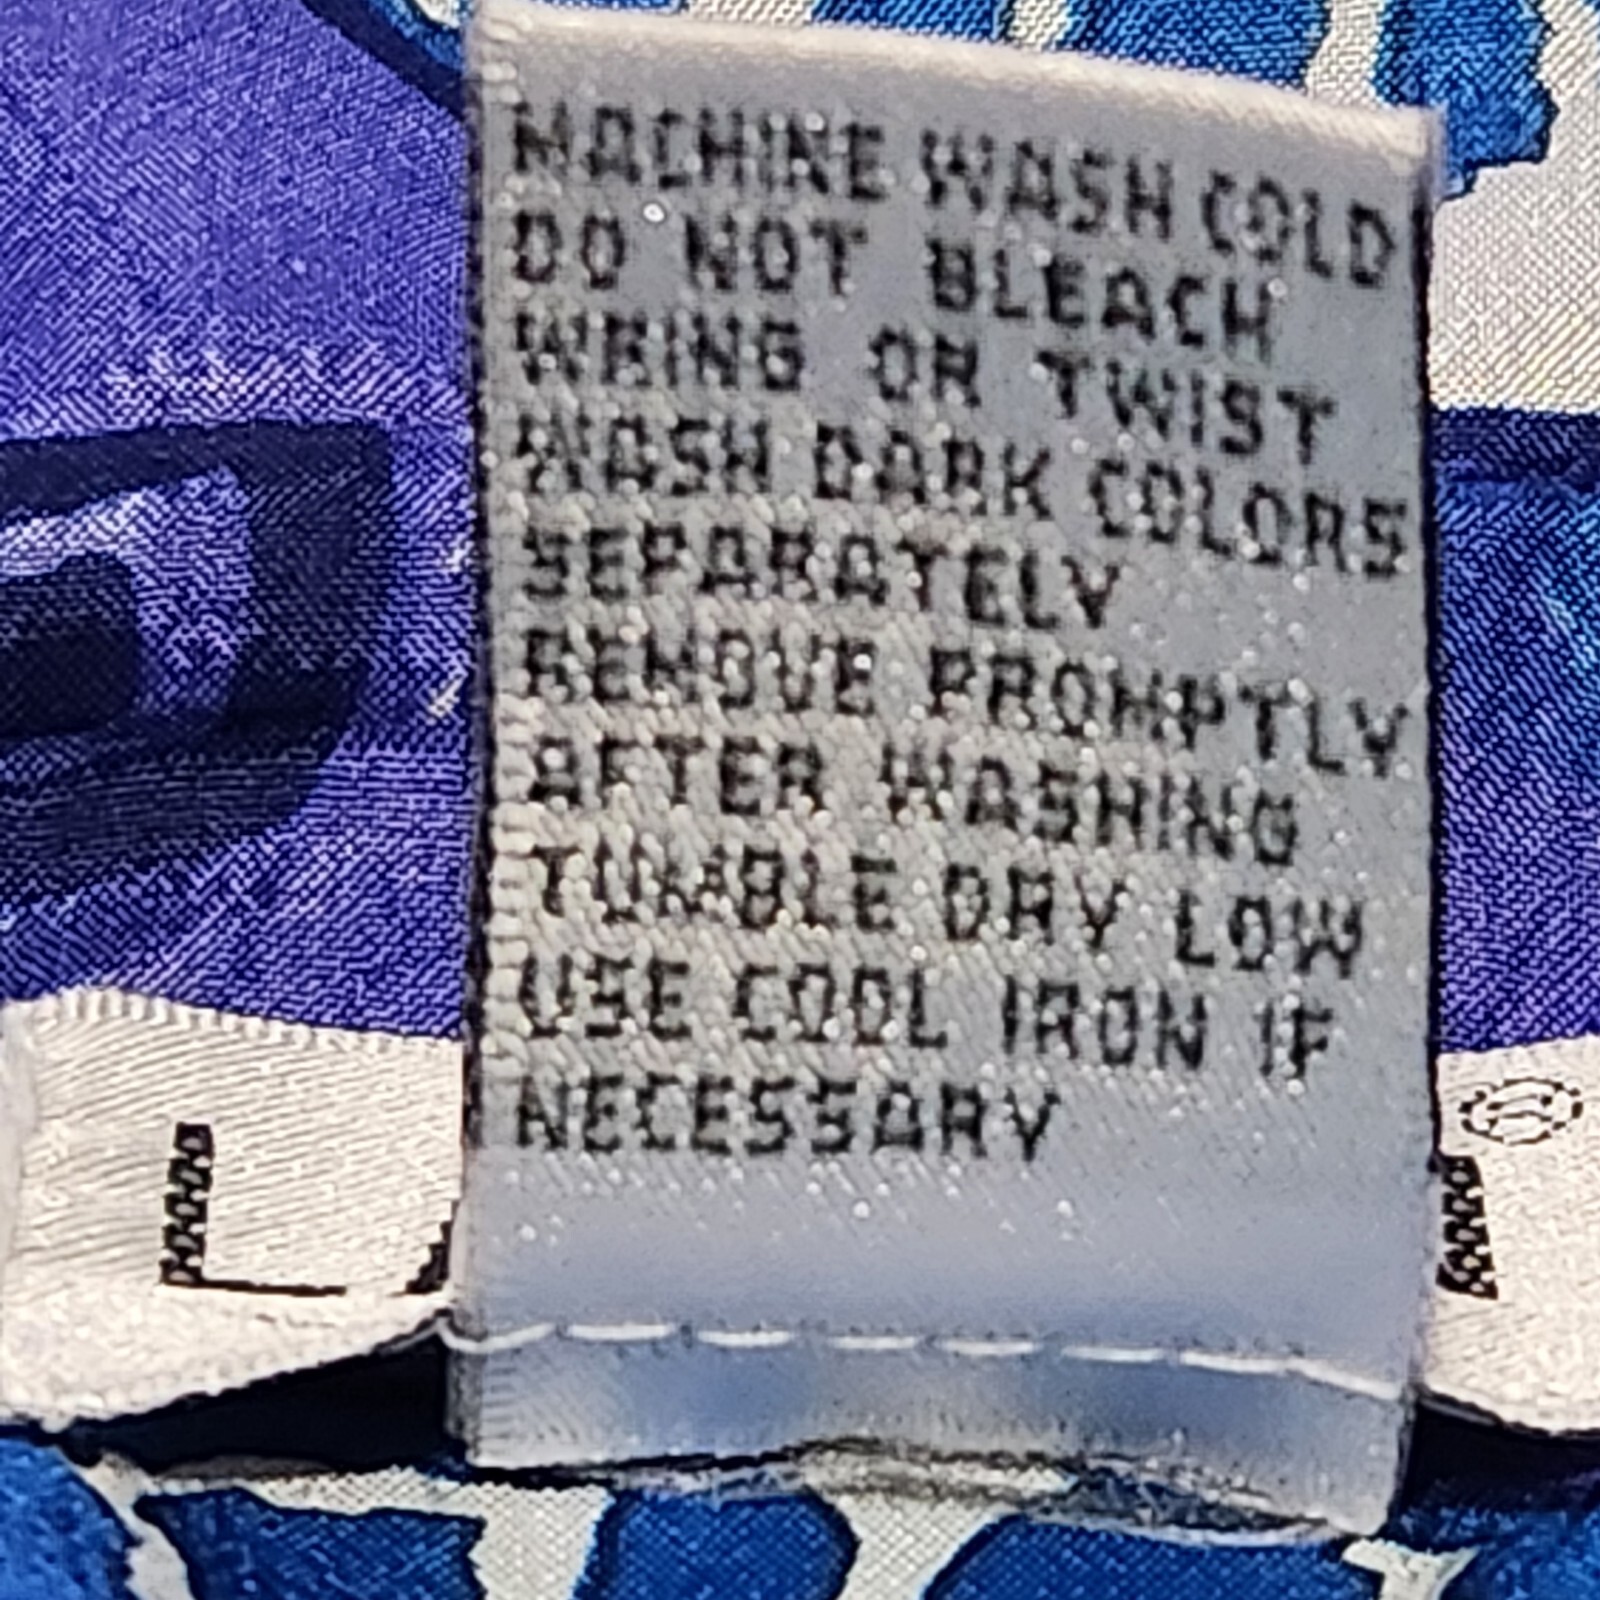 MACHINE WASH COLD
DO NOT BLEACH
WRING OR TWIST
WASH DARK COLORS
SEPARATELY
REMOVE PROMPTLY
AFTER WASHING
TUMBLE DRY LOW
USE COOL IRON IF
NECESSARY